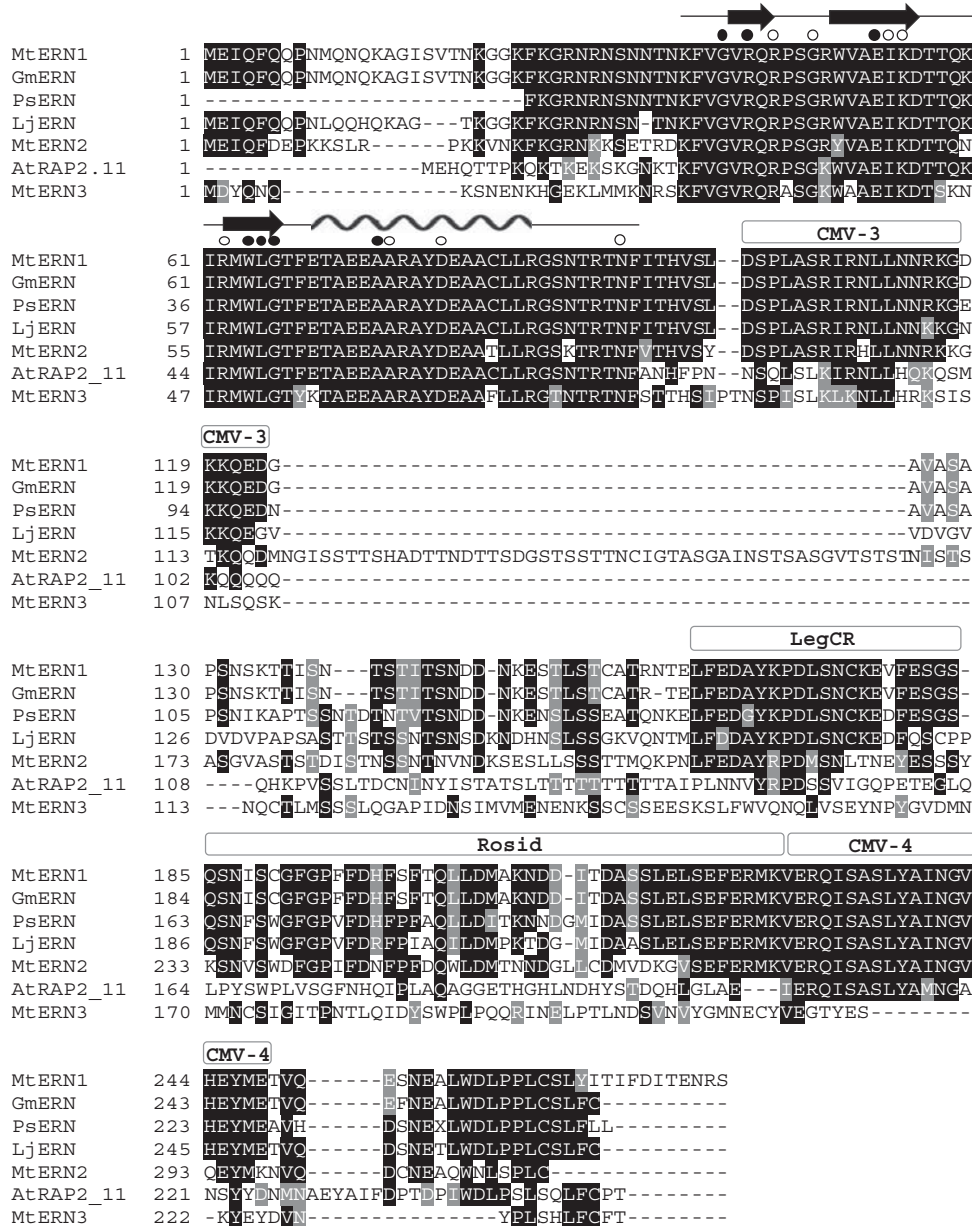 MtERN1 1 MEIQFQQPNMQNQKAGISVTNKGGKFKGRNRNSNNTNKFVGVRQRPSGRWVAEIKDTTQK
GmERN 1 MEIQFQQPNMQNQKAGISVTNKGGKFKGRNRNSNNTNKFVGVRQRPSGRWVAEIKDTTQK
PsERN 1 -------------------------FKGRNRNSNNTNKFVGVRQRPSGRWVAEIKDTTQK
LjERN 1 MEIQFQQPNLQQHQKAG---TKGGKFKGRNRNSN-TNKFVGVRQRPSGRWVAEIKDTTQK
MtERN2 1 MEIQFDEPKKSLR------PKKVNKFKGRNKKSETRDKFVGVRQRPSGRYVAEIKDTTQN
AtRAP2.11 1 -----------------MEHQTTPKQKTKEKSKGNKTKFVGVRQRPSGKWVAEIKDTTQK
MtERN3 1 MDYQNQ--------------KSNENKHGEKLMMKNRSKFVGVRQRASGKWAAEIKDTSKN
CMV-3
MtERN1 61 IRMWLGTFETAEEAARAYDEAACLLRGSNTRTNFITHVSL--DSPLASRIRNLLNNRKGD
GmERN 61 IRMWLGTFETAEEAARAYDEAACLLRGSNTRTNFITHVSL--DSPLASRIRNLLNNRKGD
PsERN 36 IRMWLGTFETAEEAARAYDEAACLLRGSNTRTNFITHVSL--DSPLASRIRNLLNNRKGE
LjERN 57 IRMWLGTFETAEEAARAYDEAACLLRGSNTRTNFITHVSL--DSPLASRIRNLLNNKKGN
MtERN2 55 IRMWLGTFETAEEAARAYDEAATLLRGSKTRTNFVTHVSY--DSPLASRIRHLLNNRKKG
AtRAP2_11 44 IRMWLGTFETAEEAARAYDEAACLLRGSNTRTNFANHFPN--NSQLSLKIRNLLHQKQSM
MtERN3 47 IRMWLGTYKTAEEAARAYDEAAFLLRGTNTRTNFSTTHSIPTNSPISLKLKNLLHRKSIS
CMV-3
MtERN1 119 KKQEDG-------------------------------------------------AVASA
GmERN 119 KKQEDG-------------------------------------------------AVASA
PsERN 94 KKQEDN-------------------------------------------------AVASA
LjERN 115 KKQEGV-------------------------------------------------VDVGV
MtERN2 113 TKQQDMNGISSTTSHADTTNDTTSDGSTSSTTNCIGTASGAINSTSASGVTSTSTNISTS
AtRAP2_11 102 KQQQQQ------------------------------------------------------
MtERN3 107 NLSQSK------------------------------------------------------
LegCR
MtERN1 130 PSNSKTTISN---TSTITSNDD-NKESTLSTCATRNTELFEDAYKPDLSNCKEVFESGS-
GmERN 130 PSNSKTTISN---TSTITSNDD-NKESTLSTCATR-TELFEDAYKPDLSNCKEVFESGS-
PsERN 105 PSNIKAPTSSNTDTNTVTSNDD-NKENSLSSEATQNKELFEDGYKPDLSNCKEDFESGS-
LjERN 126 DVDVPAPSASTTSTSSNTSNSDKNDHNSLSSGKVQNTMLFDDAYKPDLSNCKEDFQSCPP
MtERN2 173 ASGVASTSTDISTNSSNTNVNDKSESLLSSSTTMQKPNLFEDAYRPDMSNLTNEYESSSY
AtRAP2_11 108 ----QHKPVSSLTDCNINYISTATSLTTTTTTTTTTAIPLNNVYRPDSSVIGQPETEGLQ
MtERN3 113 ---NQCTLMSSSLQGAPIDNSIMVMENENKSSCSSEESKSLFWVQNQLVSEYNPYGVDMN
Rosid CMV-4
MtERN1 185 QSNISCGFGPFFDHFSFTQLLDMAKNDD-ITDASSLELSEFERMKVERQISASLYAINGV
GmERN 184 QSNISCGFGPFFDHFSFTQLLDMAKNDD-ITDASSLELSEFERMKVERQISASLYAINGV
PsERN 163 QSNFSWGFGPVFDHFPFAQLLDITKNNDGMIDASSLELSEFERMKVERQISASLYAINGV
LjERN 186 QSNFSWGFGPVFDRFPIAQILDMPKTDG-MIDAASLELSEFERMKVERQISASLYAINGV
MtERN2 233 KSNVSWDFGPIFDNFPFDQWLDMTNNDGLLCDMVDKGVSEFERMKVERQISASLYAINGV
AtRAP2_11 164 LPYSWPLVSGFNHQIPLAQAGGETHGHLNDHYSTDQHLGLAE---IERQISASLYAMNGA
MtERN3 170 MMNCSIGITPNTLQIDYSWPLPQQRINELPTLNDSVNVYGMNECYVEGTYES--------
CMV-4
MtERN1 244 HEYMETVQ------ESNEALWDLPPLCSLYITIFDITENRS
GmERN 243 HEYMETVQ------EFNEALWDLPPLCSLFC----------
PsERN 223 HEYMEAVH------DSNEXLWDLPPLCSLFLL---------
LjERN 245 HEYMETVQ------DSNETLWDLPPLCSLFC----------
MtERN2 293 QEYMKNVQ------DCNEAQWNLSPLC--------------
AtRAP2_11 221 NSYYDNMNAEYAIFDPTDPIWDLPSLSQLFCPT--------
MtERN3 222 -KYEYDVN---------------YPLSHLFCFT--------